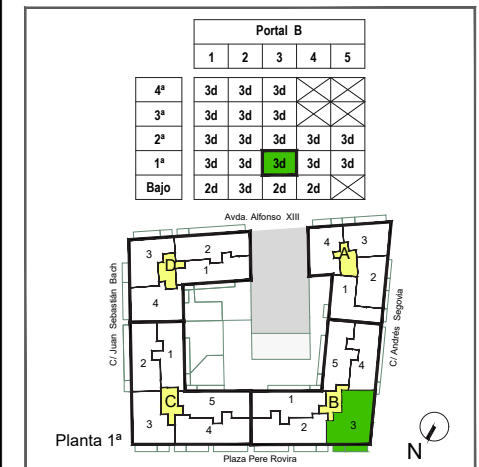 Portal B
1 2 3 4 5
4ª 3d 3d 3d
3ª 3d 3d 3d
2ª 3d 3d 3d 3d 3d
1ª 3d 3d 3d 3d 3d
Bajo 2d 3d 2d 2d
Avda. Alfonso XIII
3 2 4 A 3
D 1
4 1 2
C/ Juan Sebastián Bach
C/ Andrés Segovia
2 1 5 4
C 5 1 B
3 4 2 3
Planta 1ª
Plaza Pere Rovira
N